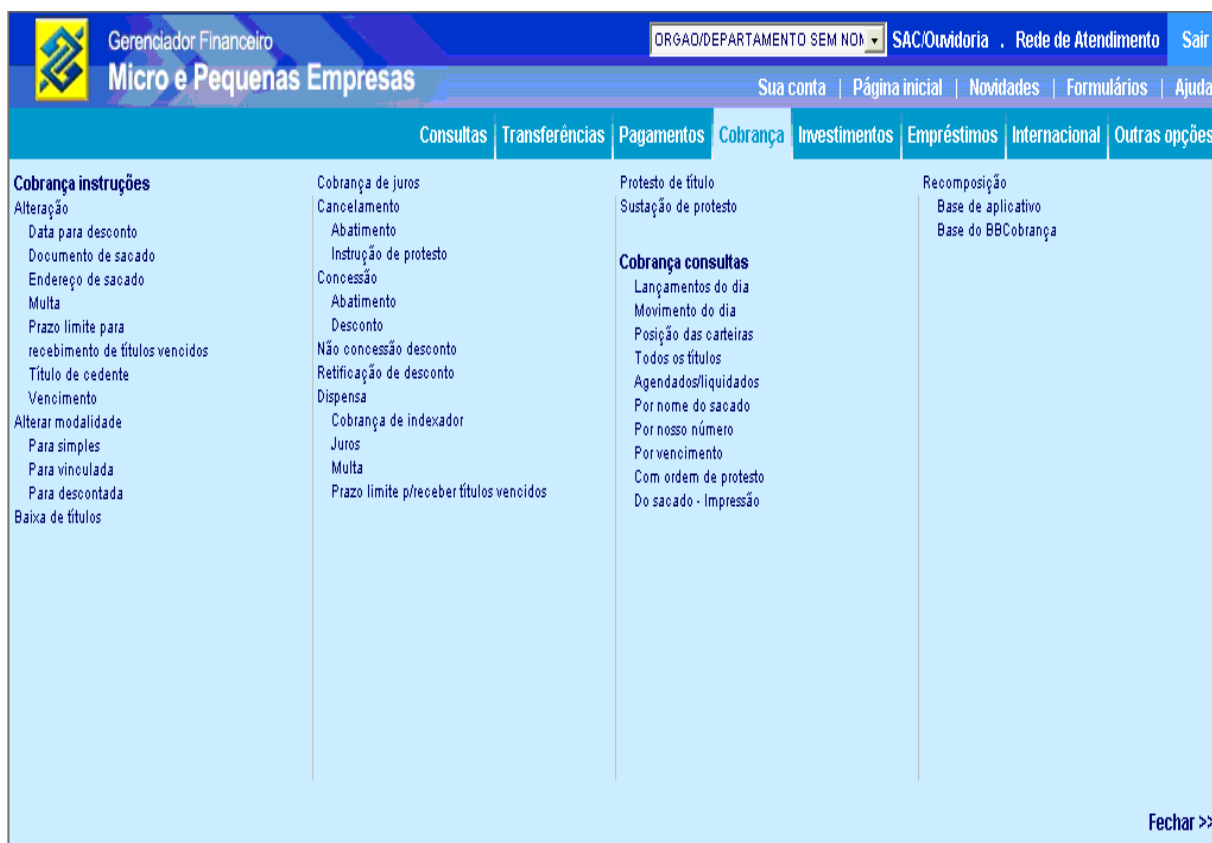 Gerenciador Financeiro
Micro e Pequenas Empresas
ORGAO/DEPARTAMENTO SEM NOM
SAC/Ouvidoria . Rede de Atendimento
Sair
Sua conta | Página inicial | Novidades | Formulários | Ajuda
Consultas
Transferências
Pagamentos
Cobrança
Investimentos
Empréstimos
Internacional
Outras opções
Cobrança instruções
Alteração
Data para desconto
Documento de sacado
Endereço de sacado
Multa
Prazo limite para
recebimento de títulos vencidos
Título de cedente
Vencimento
Alterar modalidade
Para simples
Para vinculada
Para descontada
Baixa de títulos
Cobrança de juros
Cancelamento
Abatimento
Instrução de protesto
Concessão
Abatimento
Desconto
Não concessão desconto
Retificação de desconto
Dispensa
Cobrança de indexador
Juros
Multa
Prazo limite p/receber títulos vencidos
Protesto de título
Sustação de protesto
Cobrança consultas
Lançamentos do dia
Movimento do dia
Posição das carteiras
Todos os títulos
Agendados/liquidados
Por nome do sacado
Por nosso número
Por vencimento
Com ordem de protesto
Do sacado - Impressão
Recomposição
Base de aplicativo
Base do BBCobrança
Fechar >>